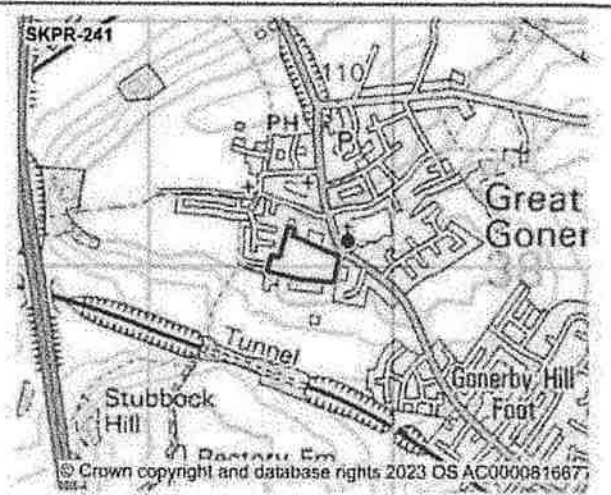 SKPR-241
110
PH
P
Great
Goner
39
Tunnel
Gonerby Hill
Foot
Stubbock
Hill
Rectory Fm
© Crown copyright and database rights 2023 OS AC0000816677